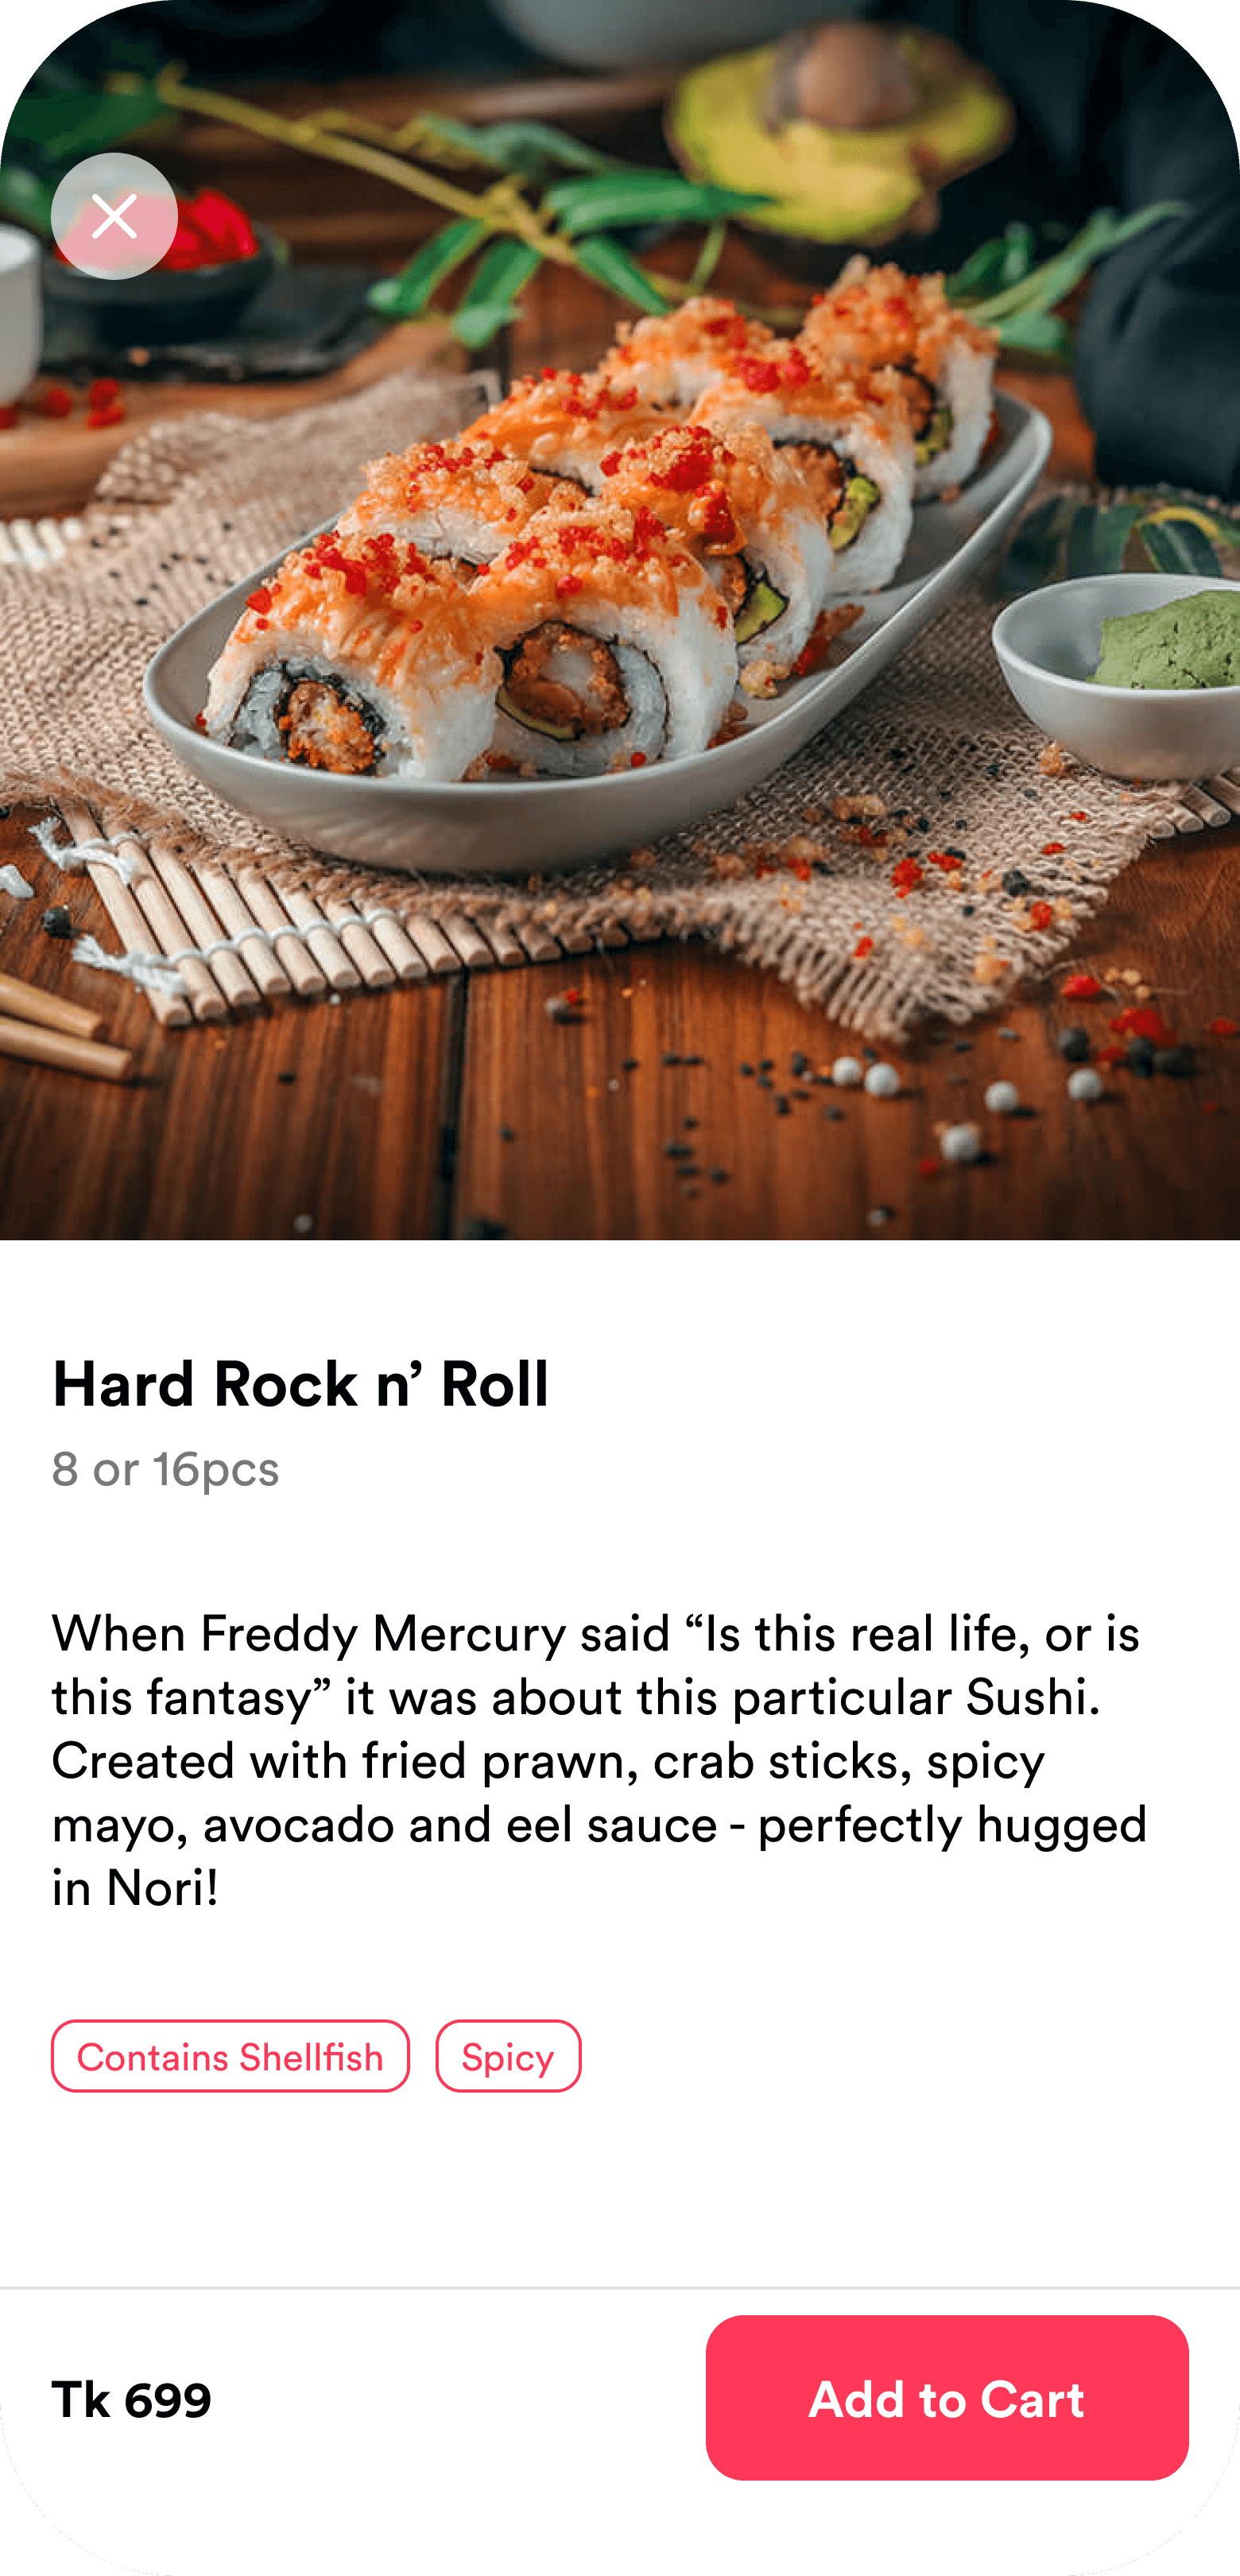 Hard Rock n’ Roll
8 or 16pcs
When Freddy Mercury said “Is this real life, or is
this fantasy” it was about this particular Sushi.
Created with fried prawn, crab sticks, spicy
mayo, avocado and eel sauce - perfectly hugged
in Nori!
Contains Shellfish
Spicy
Tk 699
Add to Cart